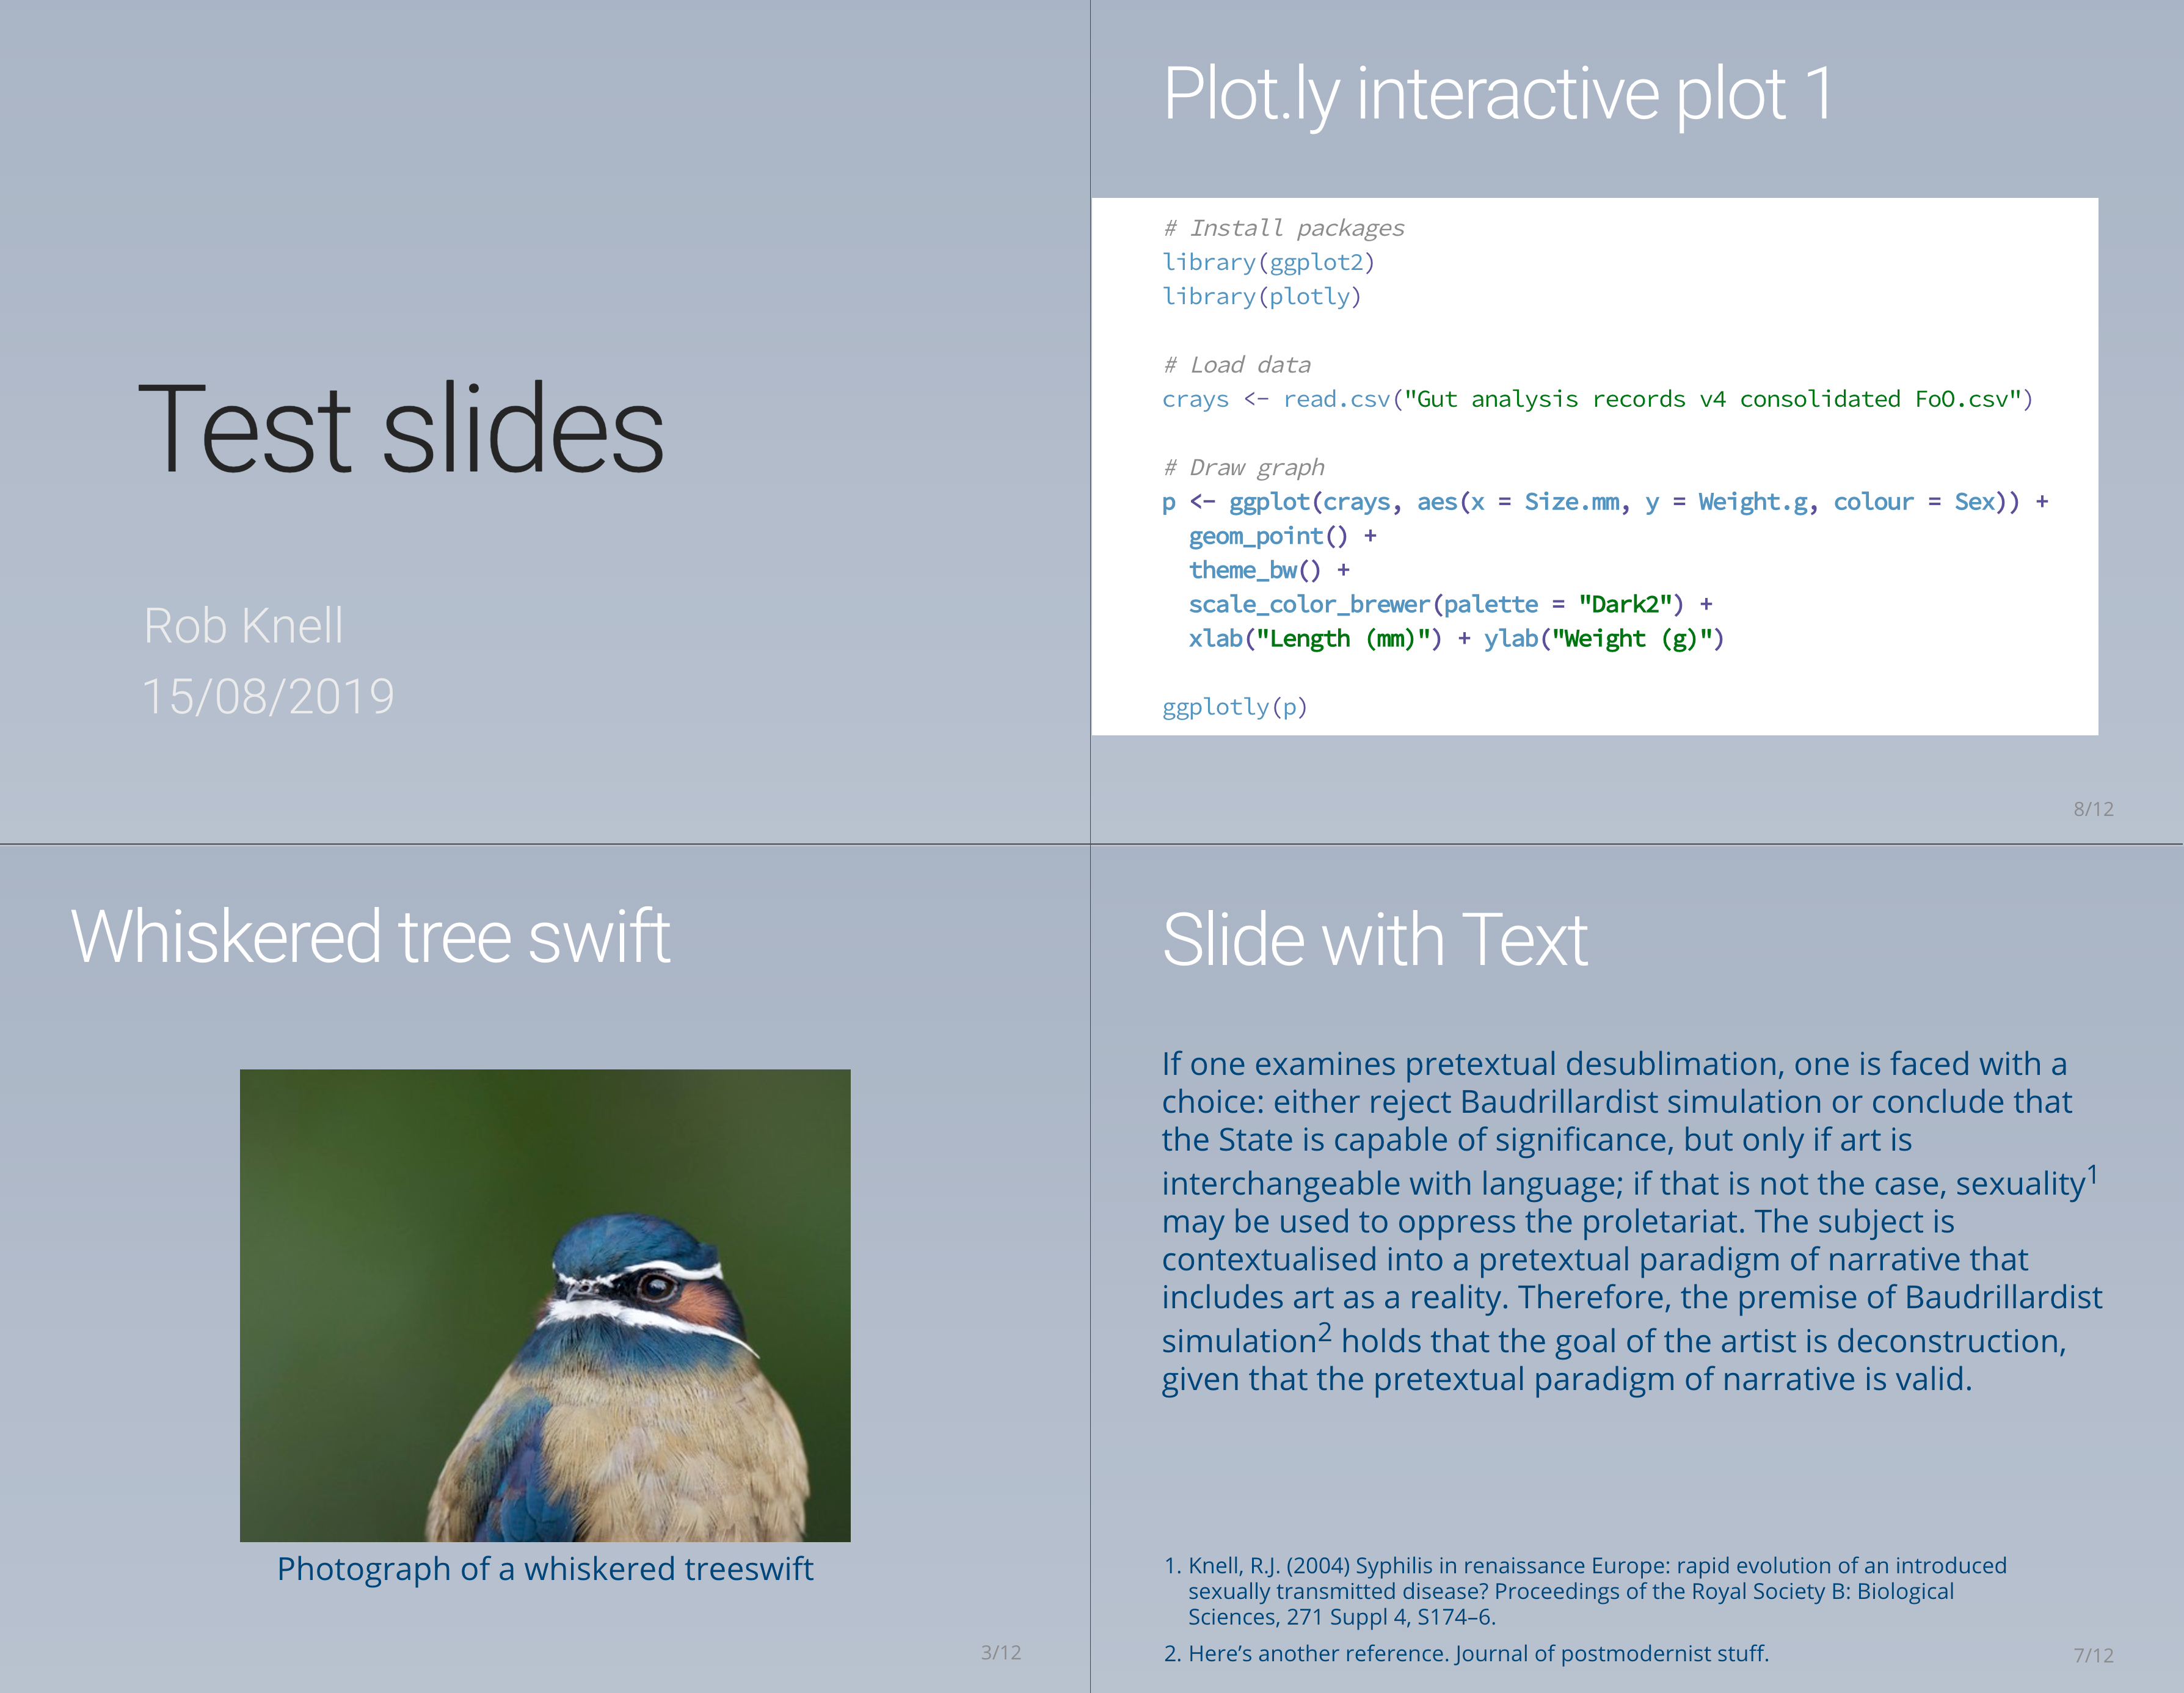 Test slides
Rob Knell
15/08/2019
Plot.ly interactive plot 1
# Install packages
library(ggplot2)
library(plotly)
# Load data
crays <- read.csv("Gut analysis records v4 consolidated FoO.csv")
# Draw graph
p <- ggplot(crays, aes(x = Size.mm, y = Weight.g, colour = Sex)) +
  geom_point() +
  theme_bw() +
  scale_color_brewer(palette = "Dark2") +
  xlab("Length (mm)") + ylab("Weight (g)")
ggplotly(p)
8/12
Whiskered tree swift
Photograph of a whiskered treeswift
3/12
Slide with Text
If one examines pretextual desublimation, one is faced with a
choice: either reject Baudrillardist simulation or conclude that
the State is capable of significance, but only if art is
interchangeable with language; if that is not the case, sexuality¹
may be used to oppress the proletariat. The subject is
contextualised into a pretextual paradigm of narrative that
includes art as a reality. Therefore, the premise of Baudrillardist
simulation² holds that the goal of the artist is deconstruction,
given that the pretextual paradigm of narrative is valid.
1. Knell, R.J. (2004) Syphilis in renaissance Europe: rapid evolution of an introduced
sexually transmitted disease? Proceedings of the Royal Society B: Biological
Sciences, 271 Suppl 4, S174–6.
2. Here’s another reference. Journal of postmodernist stuff.
7/12